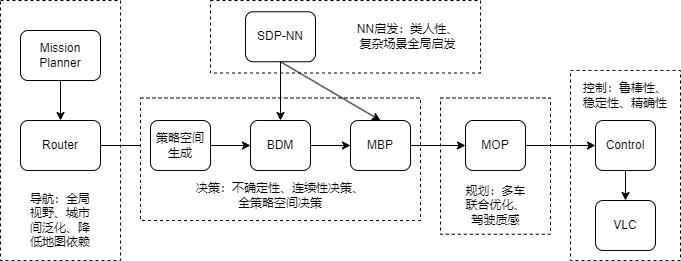 Mission
Planner
Router
导航：全局
视野、城市
间泛化、降
低地图依赖
SDP-NN
NN启发：类人性、
复杂场景全局启发
策略空间
生成
BDM
MBP
决策：不确定性、连续性决策、
全策略空间决策
MOP
规划：多车
联合优化、
驾驶质感
控制：鲁棒性、
稳定性、精确性
Control
VLC